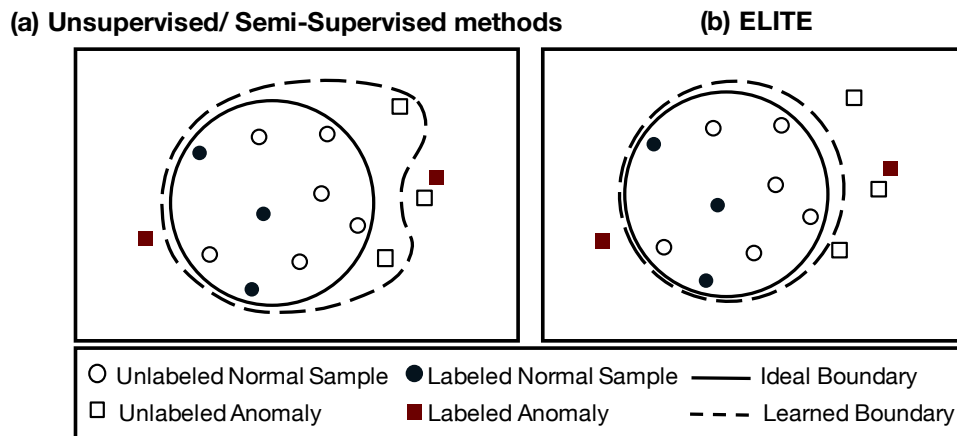 (a) Unsupervised/ Semi-Supervised methods
(b) ELITE
Unlabeled Normal Sample
Labeled Normal Sample
Ideal Boundary
Unlabeled Anomaly
Labeled Anomaly
Learned Boundary